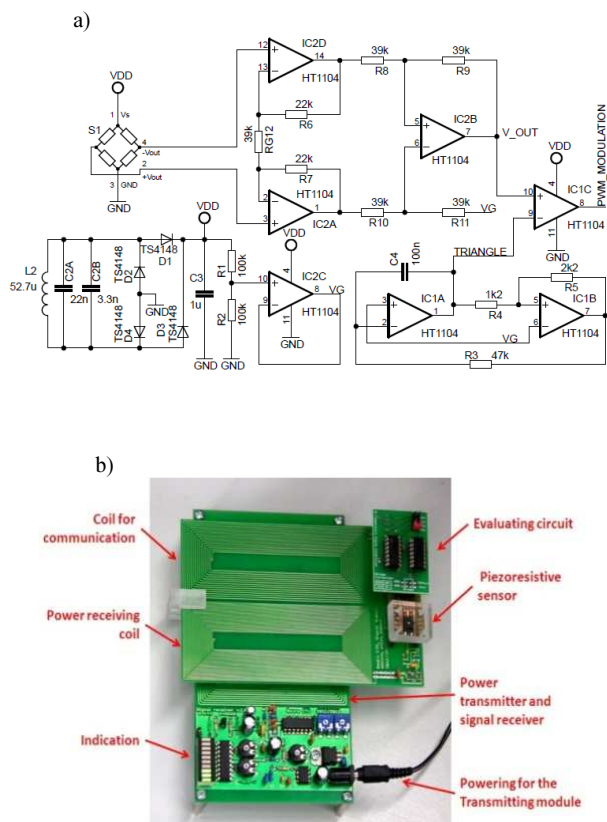 a)
12
IC2D
14
13
HT1104
39k
R8
39k
R9
VDD
1
Vs
S1
4
-Vout
2
+Vout
3
GND
GND
39k
RG12
22k
R6
22k
R7
HT1104
2
3
1
IC2A
5
6
IC2B
7
HT1104
V_OUT
39k
R10
39k
R11
VG
VDD
10
9
4
11
IC1C
8
HT1104
GND
PWM_MODULATION
TRIANGLE
L2
52.7u
C2A
22n
C2B
3.3n
TS4148
D2
TS4148
D1
GND
TS4148
D4
D3
TS4148
VDD
C3
1u
GND
R1
100k
R2
100k
GND
VDD
10
9
4
11
IC2C
8
VG
HT1104
GND
C4
100n
3
2
IC1A
1
HT1104
1k2
R4
2k2
R5
5
6
IC1B
7
HT1104
VG
R3
47k
b)
Coil for
communication
Power receiving
coil
Indication
Evaluating circuit
Piezoresistive
sensor
Power
transmitter and
signal receiver
Powering for the
Transmitting module